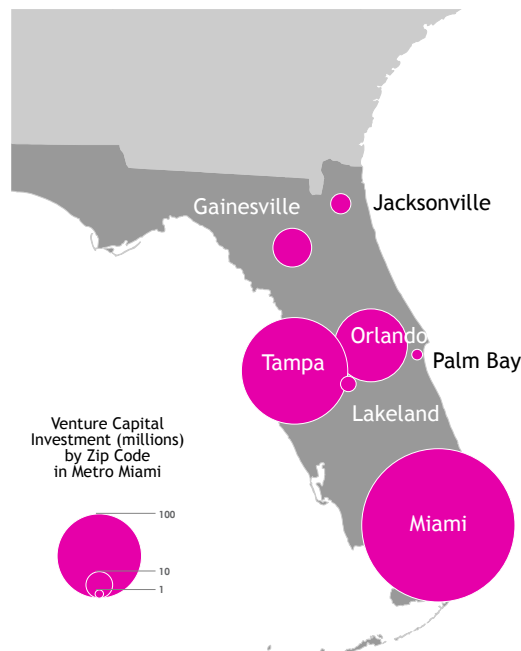 Gainesville
Jacksonville
Orlando
Tampa
Palm Bay
Lakeland
Venture Capital
Investment (millions)
by Zip Code
in Metro Miami
100
10
1
Miami